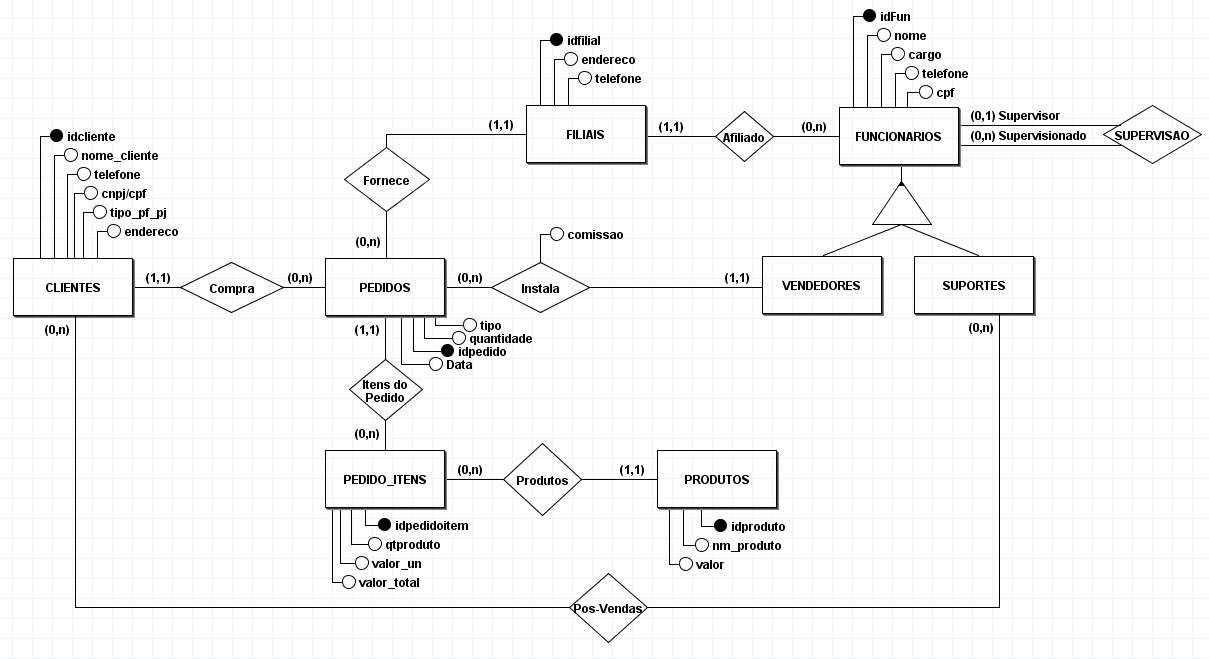 idFun
nome
cargo
telefone
cpf
idfilial
endereco
telefone
FILIAIS
(1,1)
(1,1)
Afiliado
(0,n)
FUNCIONARIOS
(0,1) Supervisor
(0,n) Supervisionado
SUPERVISAO
idcliente
nome_cliente
telefone
cnpj/cpf
tipo_pf_pj
endereco
Fornece
(0,n)
comissao
CLIENTES
(1,1)
Compra
(0,n)
PEDIDOS
(0,n)
Instala
(1,1)
VENDEDORES
SUPORTES
(0,n)
(1,1)
tipo
quantidade
idpedido
Data
(0,n)
Itens do
Pedido
(0,n)
PEDIDO_ITENS
(0,n)
Produtos
(1,1)
PRODUTOS
idpedidoitem
qtproduto
valor_un
valor_total
idproduto
nm_produto
valor
Pos-Vendas